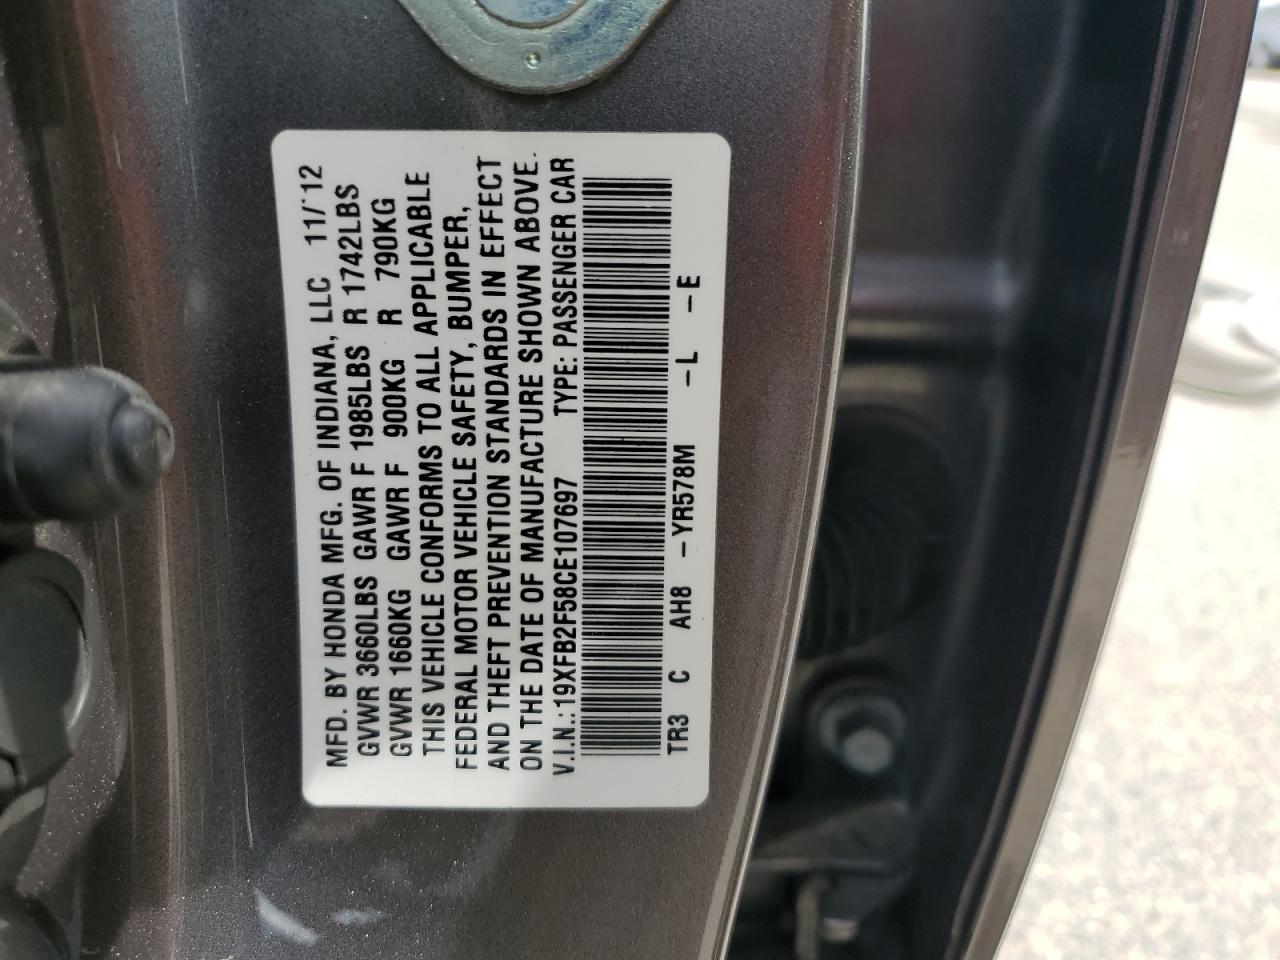 MFD. BY HONDA MFG. OF INDIANA, LLC 11/12
GVWR 3660LBS GAWR F 1985LBS R 1742LBS
GVWR 1660KG GAWR F 900KG R 790KG
THIS VEHICLE CONFORMS TO ALL APPLICABLE
FEDERAL MOTOR VEHICLE SAFETY, BUMPER,
AND THEFT PREVENTION STANDARDS IN EFFECT
ON THE DATE OF MANUFACTURE SHOWN ABOVE.
V.I.N.: 19XFB2F58CE107697 TYPE: PASSENGER CAR
TR3 C AH8 -YR578M -L -E